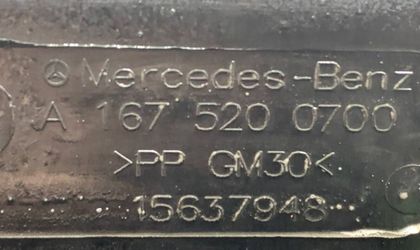 Mercedes-Benz
A 167 520 0700
>PP GM30<
15637948